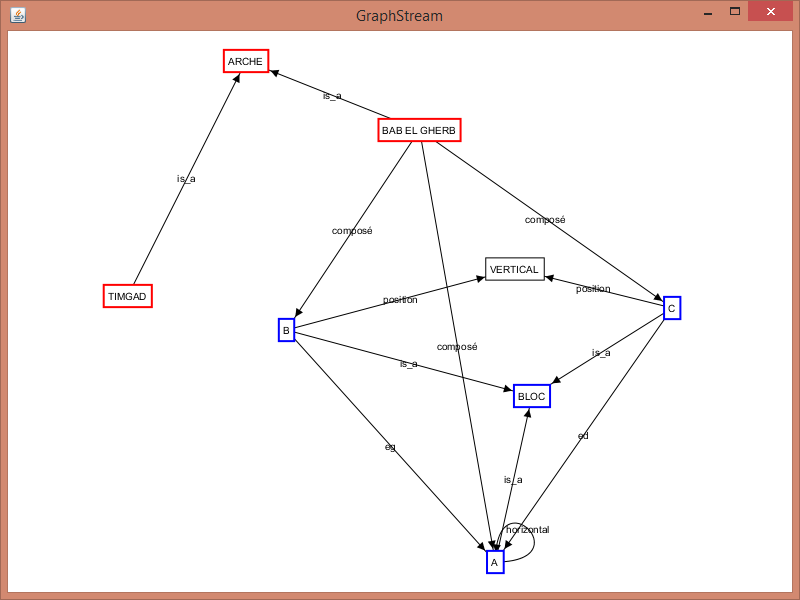 GraphStream
ARCHE
is_a
BAB EL GHERB
is_a
composé
composé
VERTICAL
position
position
TIMGAD
B
C
composé
is_a
is_a
BLOC
eg
ed
is_a
horizontal
A